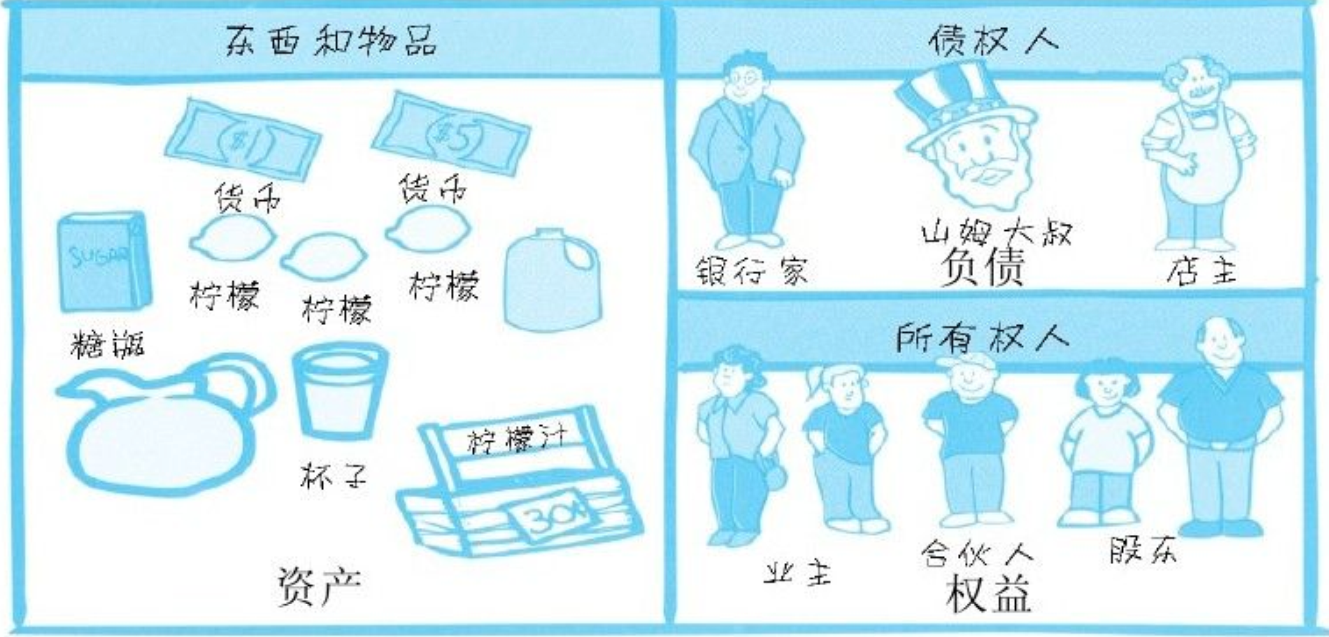 东西和物品
$1
$5
货币
货币
SUGAR
柠檬
柠檬
柠檬
糖罐
柠檬汁
30¢
杯子
资产
债权人
银行家
山姆大叔
负债
店主
所有权人
业主
合伙人
股东
权益